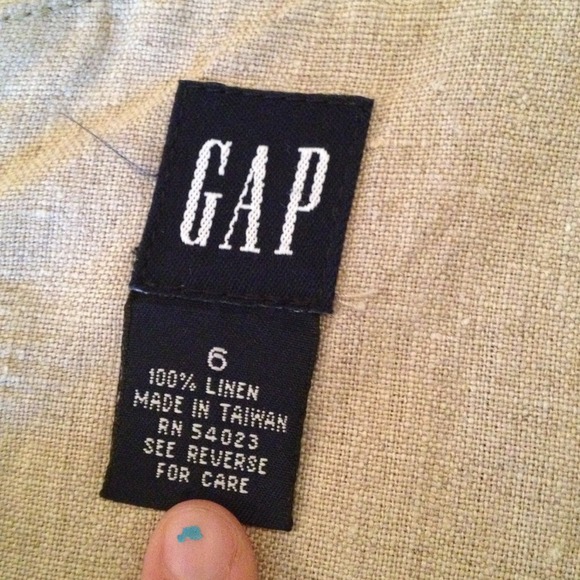 GAP
6
100% LINEN
MADE IN TAIWAN
RN 54023
SEE REVERSE
FOR CARE